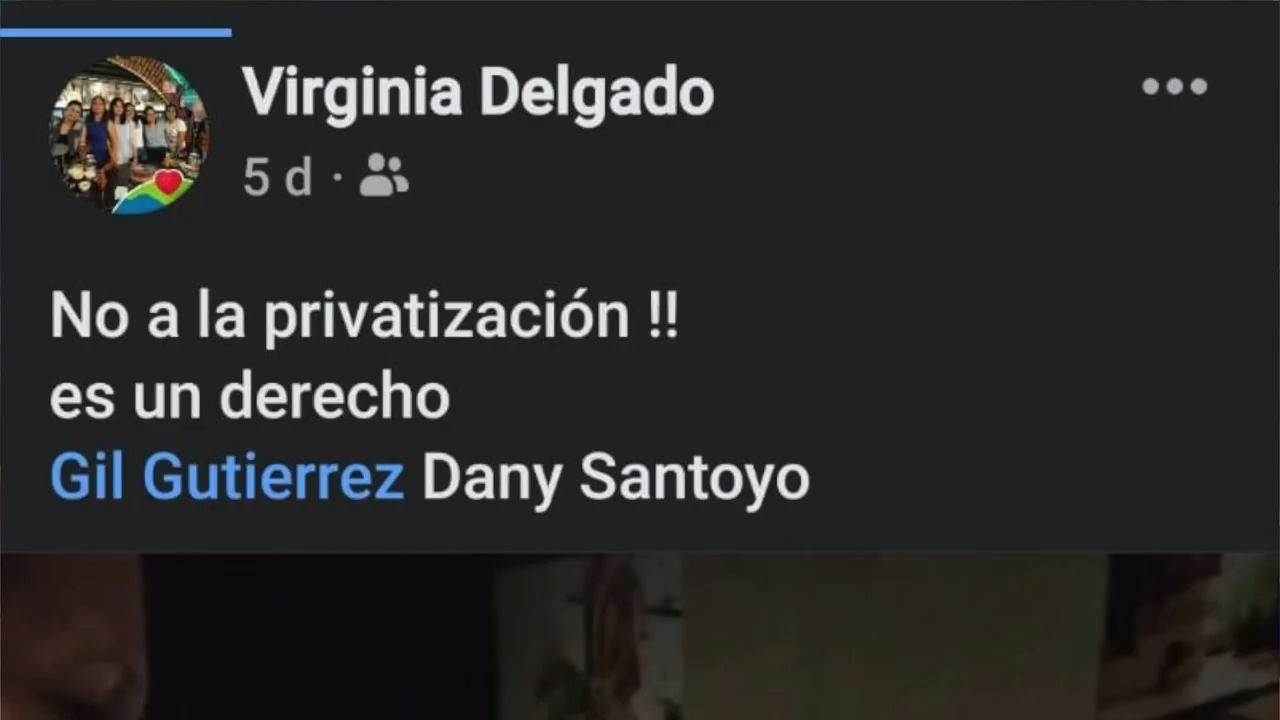 Virginia Delgado
5 d ·
No a la privatización !!
es un derecho
Gil Gutierrez Dany Santoyo